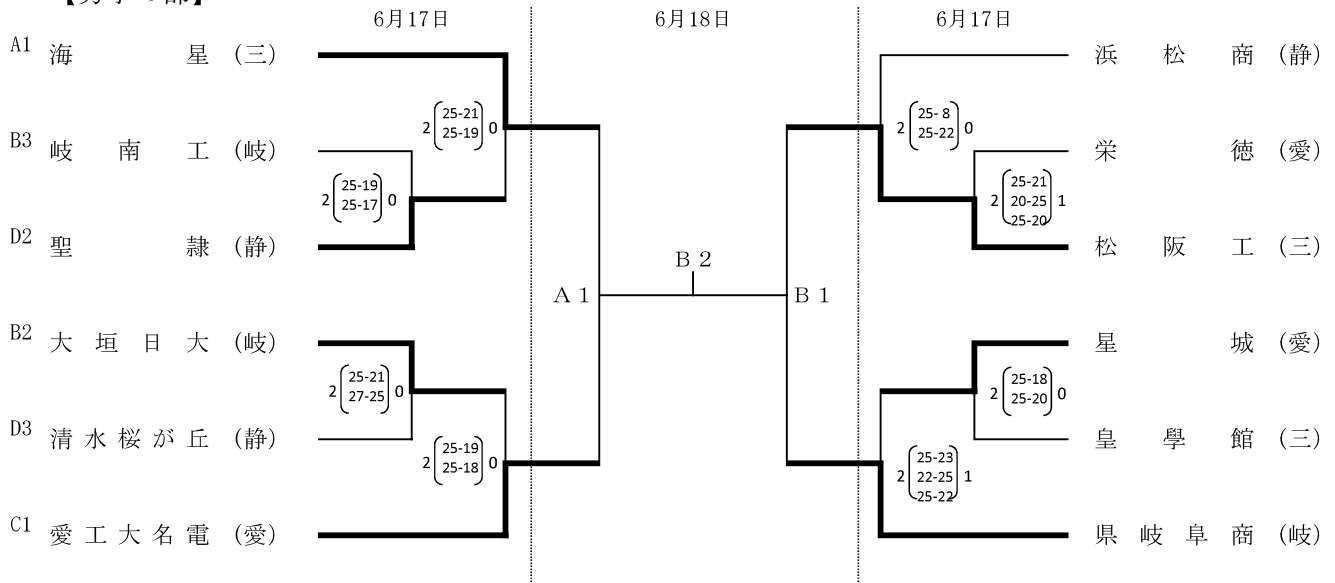 【男子の部】
6月17日 6月18日 6月17日
A1 海星 (三) 浜松商 (静)
2 25-21 25-19 0
2 25-8 25-22 0
B3 岐南工 (岐) 栄徳 (愛)
2 25-19 25-17 0
2 25-21 20-25 25-20 1
D2 聖隷 (静) 松阪工 (三)
B2
A1 B1
B2 大垣日大 (岐) 星城 (愛)
2 25-21 27-25 0
2 25-18 25-20 0
D3 清水桜が丘 (静) 皇學館 (三)
2 25-19 25-18 0
2 25-23 22-25 25-22 1
C1 愛工大名電 (愛) 県岐阜商 (岐)